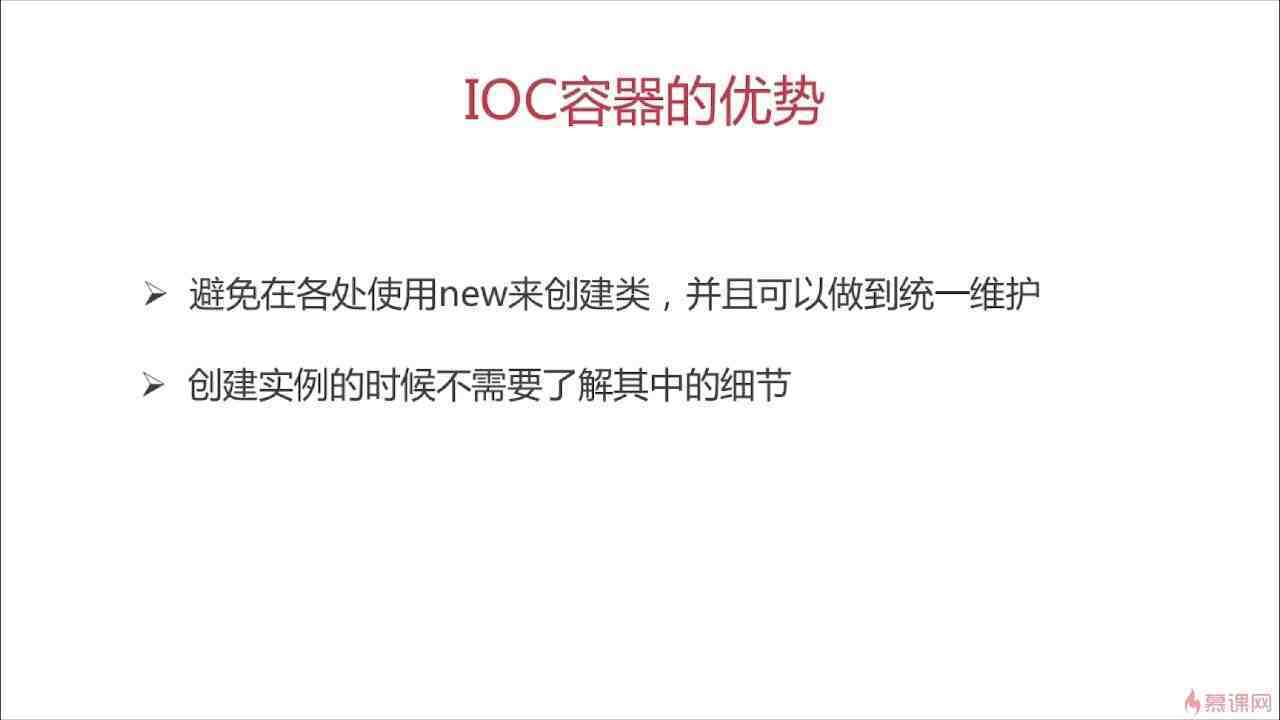 IOC容器的优势
避免在各处使用new来创建类，并且可以做到统一维护
创建实例的时候不需要了解其中的细节
慕课网